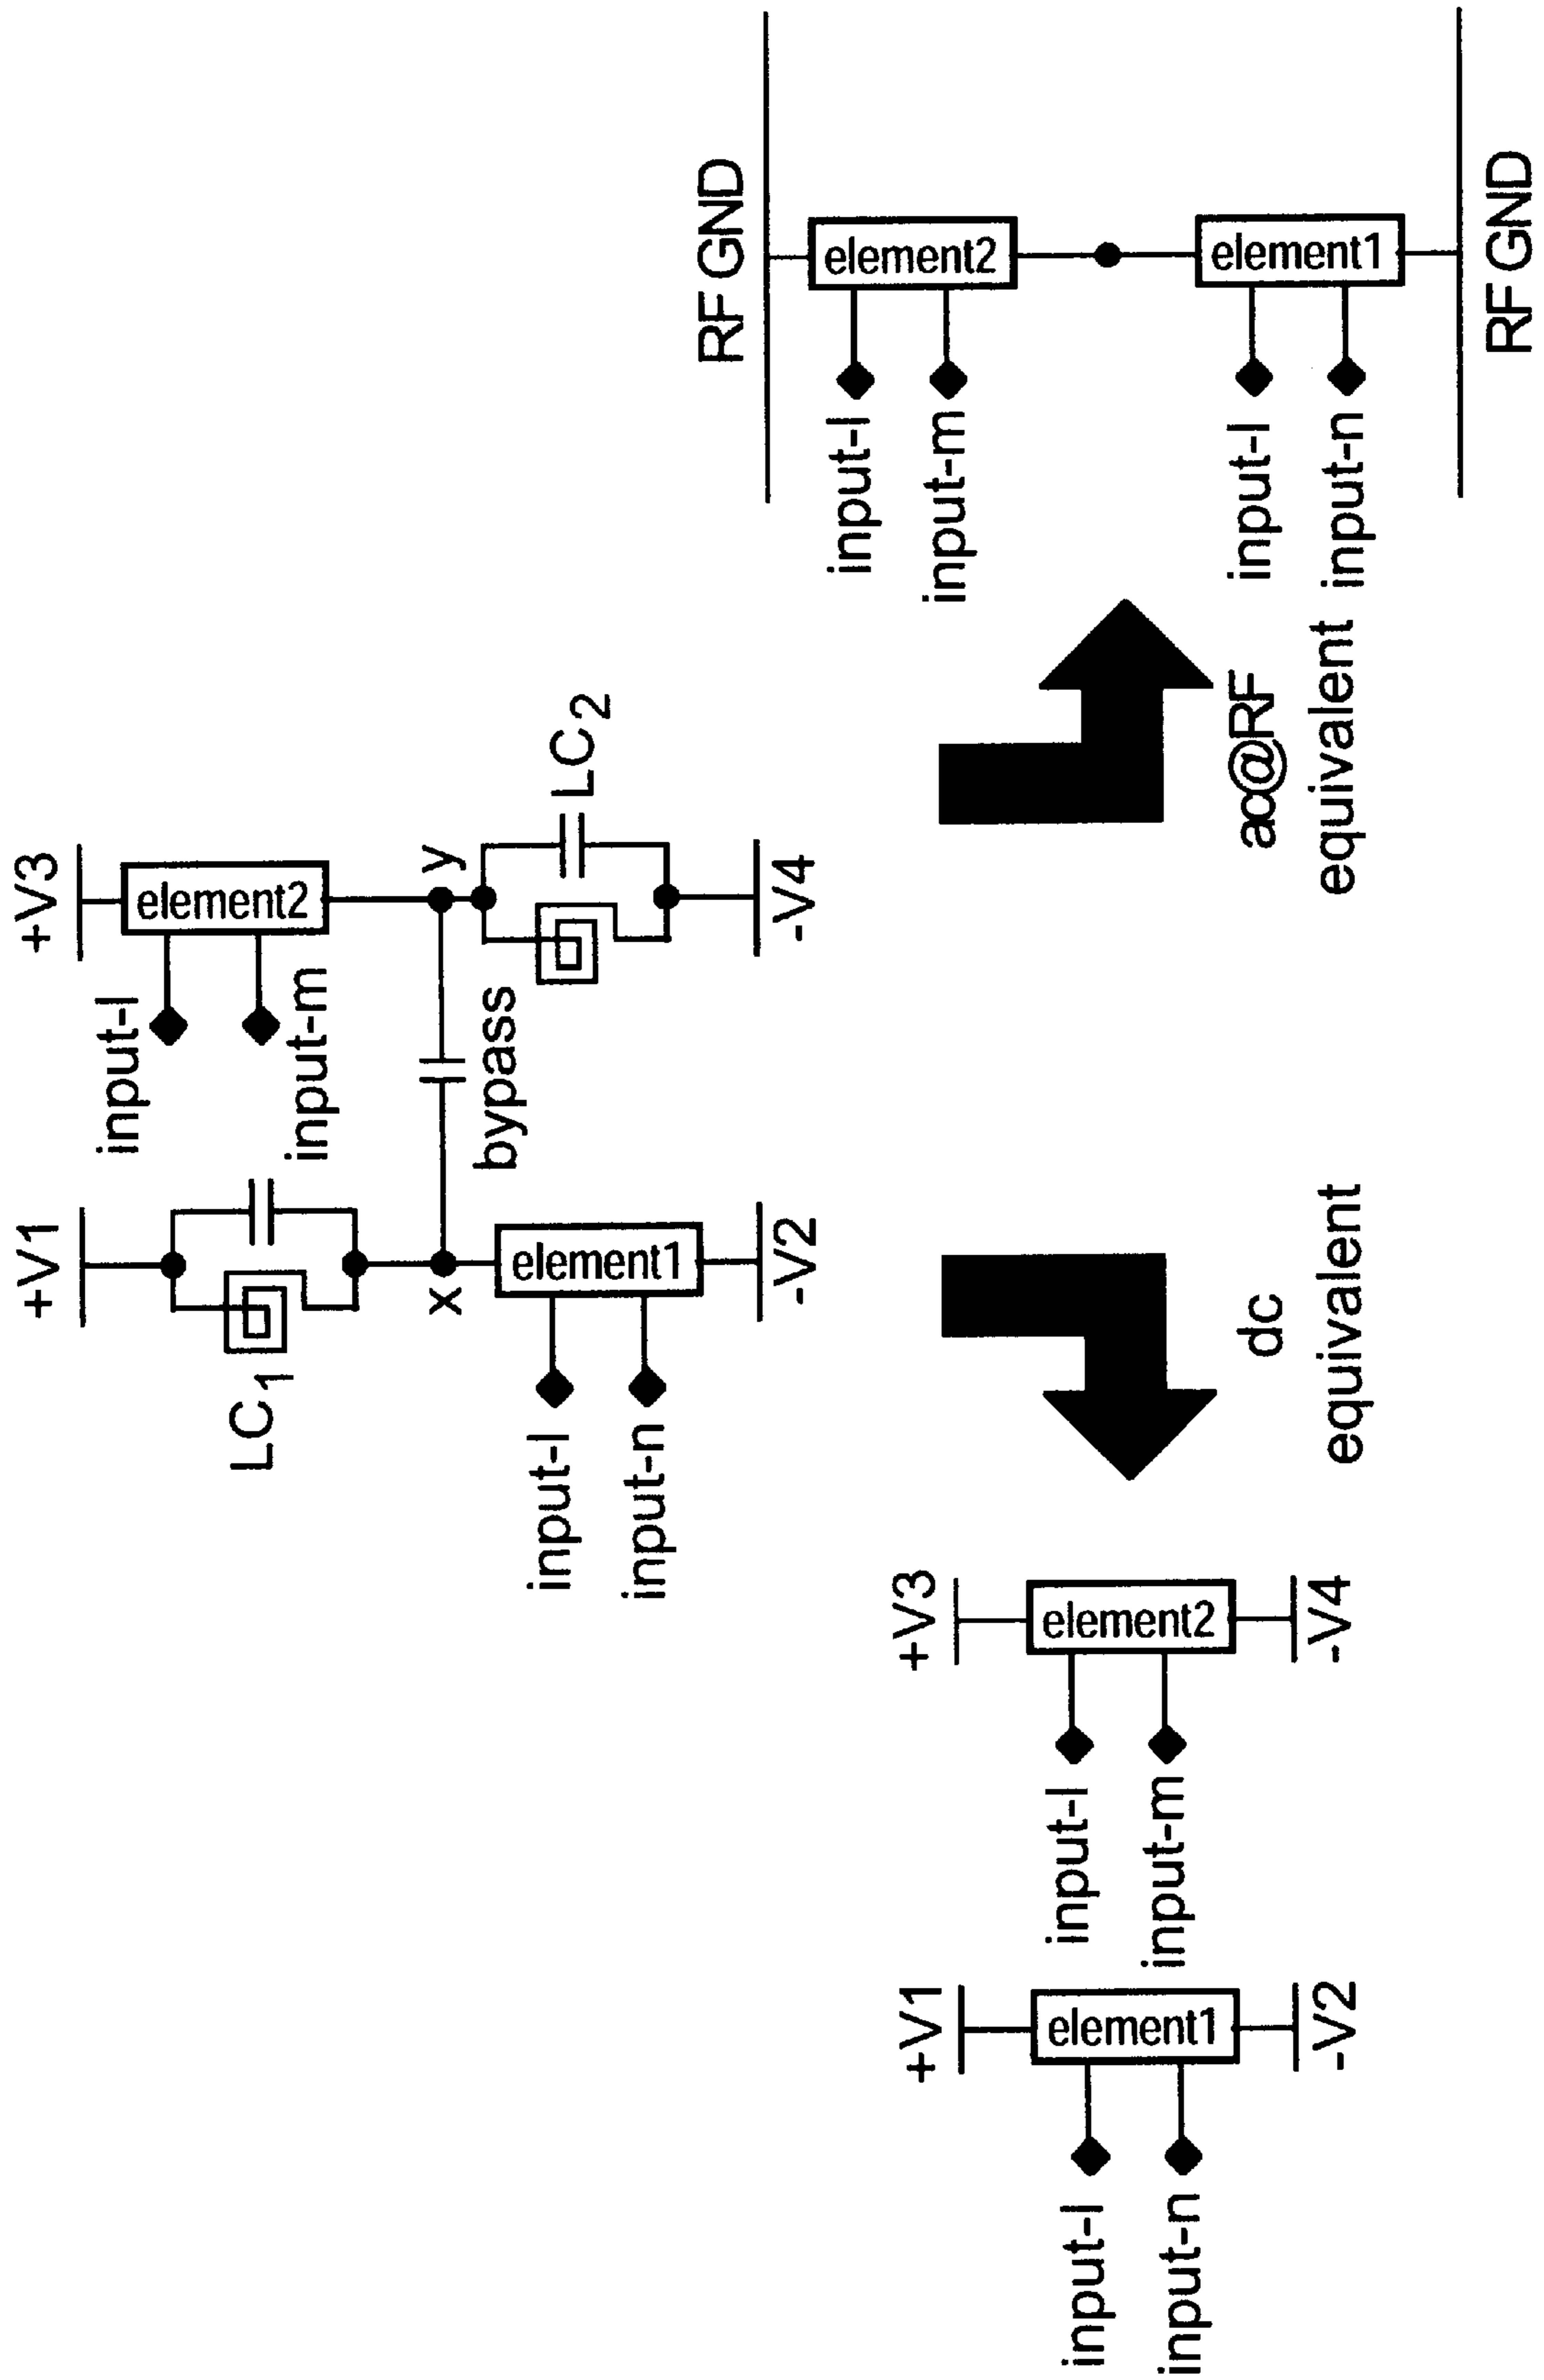 +V1
+V3
LC1
input-l
element2
input-m
x
bypass
y
input-l
element1
input-n
LC2
-V2
-V4
dc
equivalent
ac@RF
equivalent
+V1
+V3
input-l
element1
input-n
input-l
element2
input-m
-V2
-V4
RF GND
input-l
element2
input-m
input-l
element1
input-n
RF GND